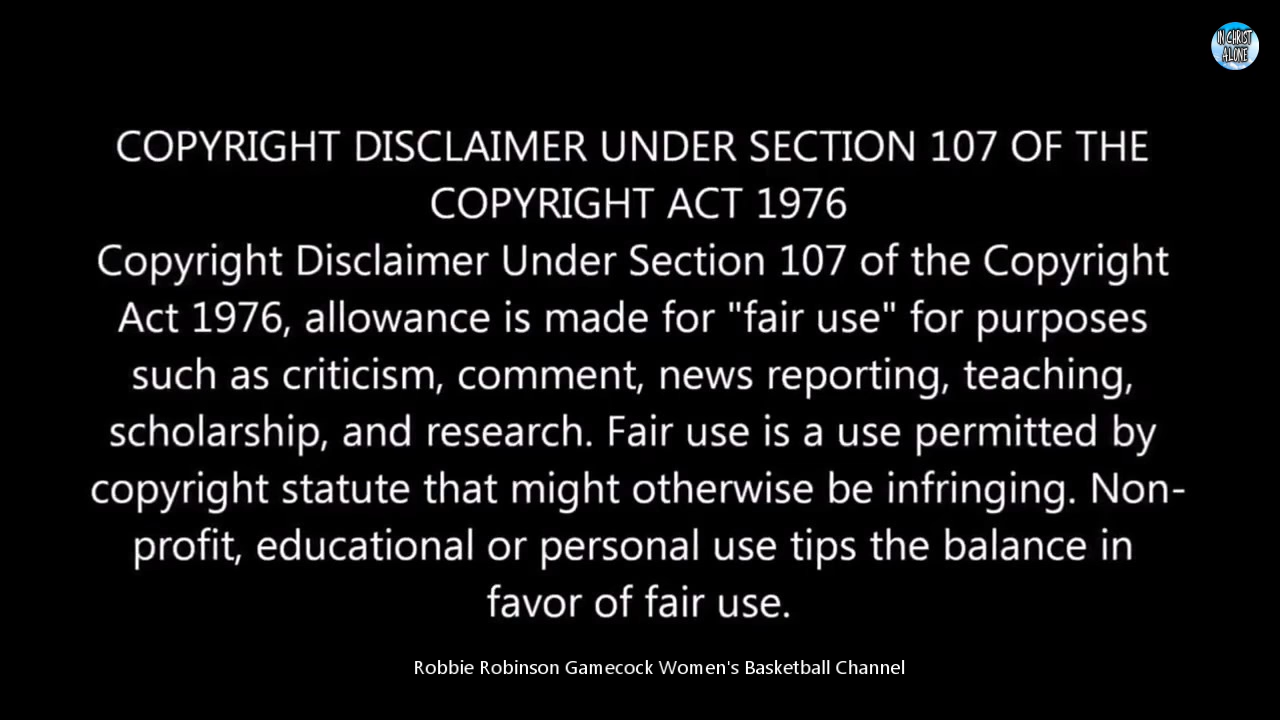 IN CHRIST
ALONE
COPYRIGHT DISCLAIMER UNDER SECTION 107 OF THE
COPYRIGHT ACT 1976
Copyright Disclaimer Under Section 107 of the Copyright
Act 1976, allowance is made for "fair use" for purposes
such as criticism, comment, news reporting, teaching,
scholarship, and research. Fair use is a use permitted by
copyright statute that might otherwise be infringing. Non-
profit, educational or personal use tips the balance in
favor of fair use.
Robbie Robinson Gamecock Women's Basketball Channel